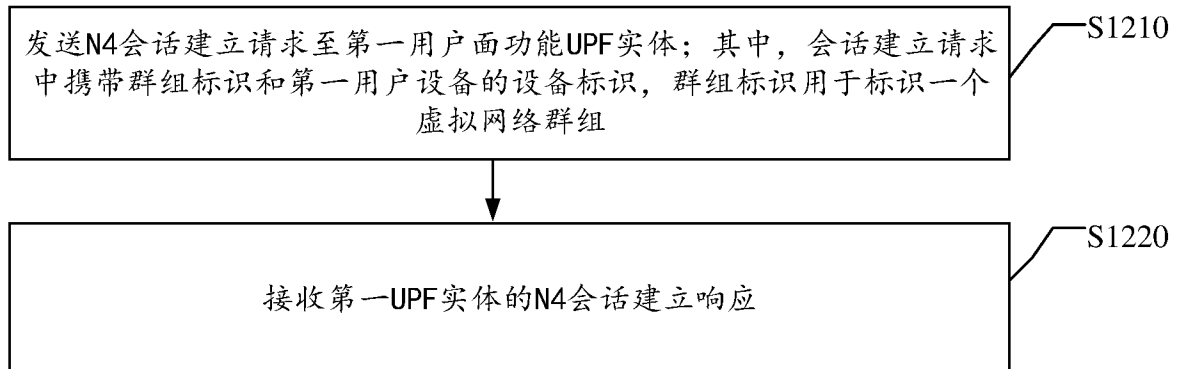 发送N4会话建立请求至第一用户面功能UPF实体；其中，会话建立请求
中携带群组标识和第一用户设备的设备标识，群组标识用于标识一个
虚拟网络群组
S1210
接收第一UPF实体的N4会话建立响应
S1220